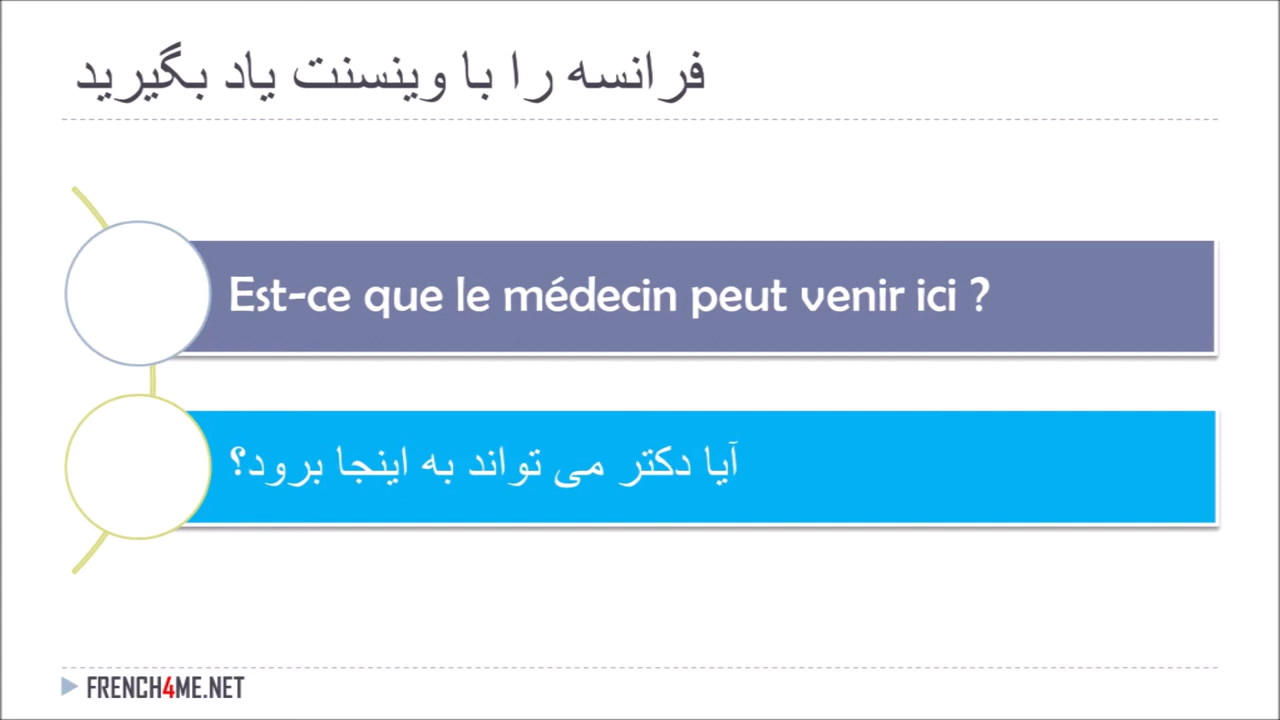 فرانسه را با وینسنت یاد بگیرید
Est-ce que le médecin peut venir ici ?
آیا دکتر می تواند به اینجا برود؟
FRENCH4ME.NET